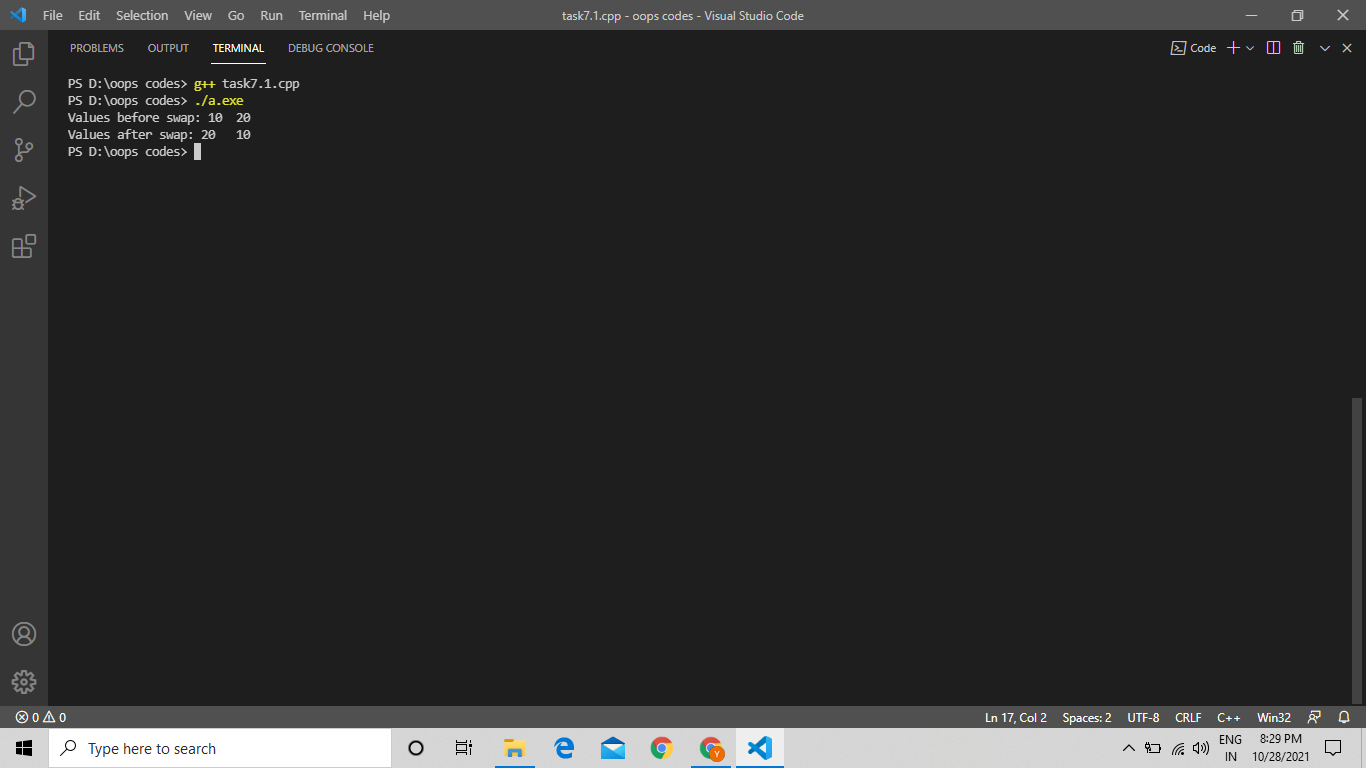 File Edit Selection View Go Run Terminal Help
task7.1.cpp - oops codes - Visual Studio Code
PROBLEMS OUTPUT TERMINAL DEBUG CONSOLE
Code
PS D:\oops codes> g++ task7.1.cpp
PS D:\oops codes> ./a.exe
Values before swap: 10  20
Values after swap: 20   10
PS D:\oops codes>
0 0
Ln 17, Col 2 Spaces: 2 UTF-8 CRLF C++ Win32
Type here to search
Y
ENG
IN
8:29 PM
10/28/2021